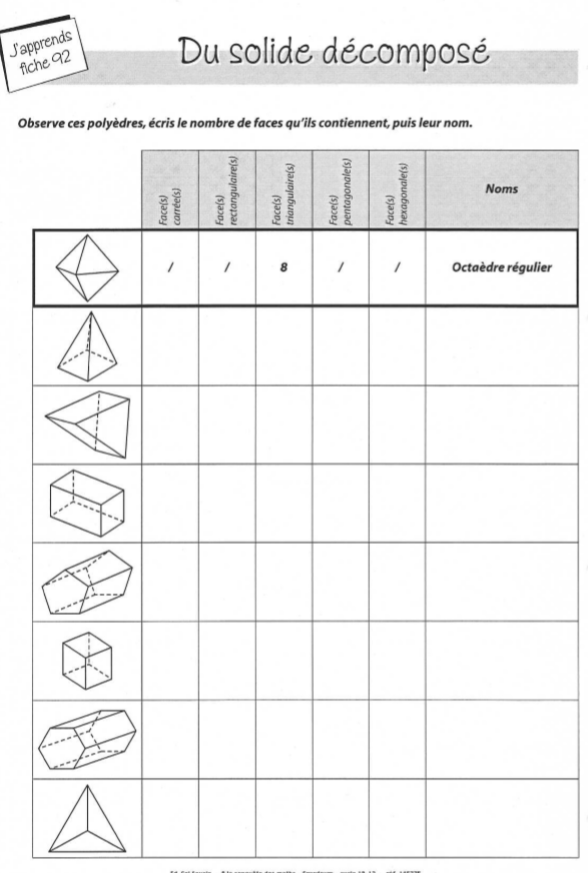 J'apprends
fiche 92
Du solide décomposé
Observe ces polyèdres, écris le nombre de faces qu'ils contiennent, puis leur nom.
Face(s)
carrée(s)
Face(s)
rectangulaire(s)
Face(s)
triangulaire(s)
Face(s)
pentagonale(s)
Face(s)
hexagonale(s)
Noms
/ / 8 / / Octaèdre régulier